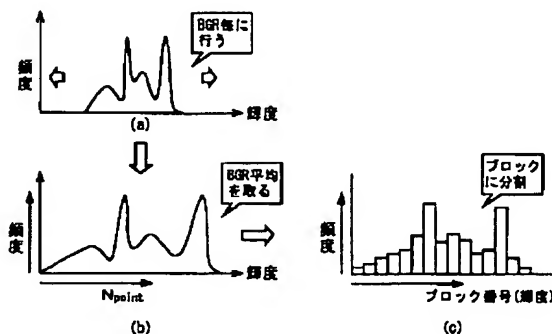 BGR毎に
行う
頻度
輝度
(a)
BGR平均
を取る
頻度
輝度
Npoint
(b)
ブロック
に分割
頻度
ブロック番号(輝度)
(c)